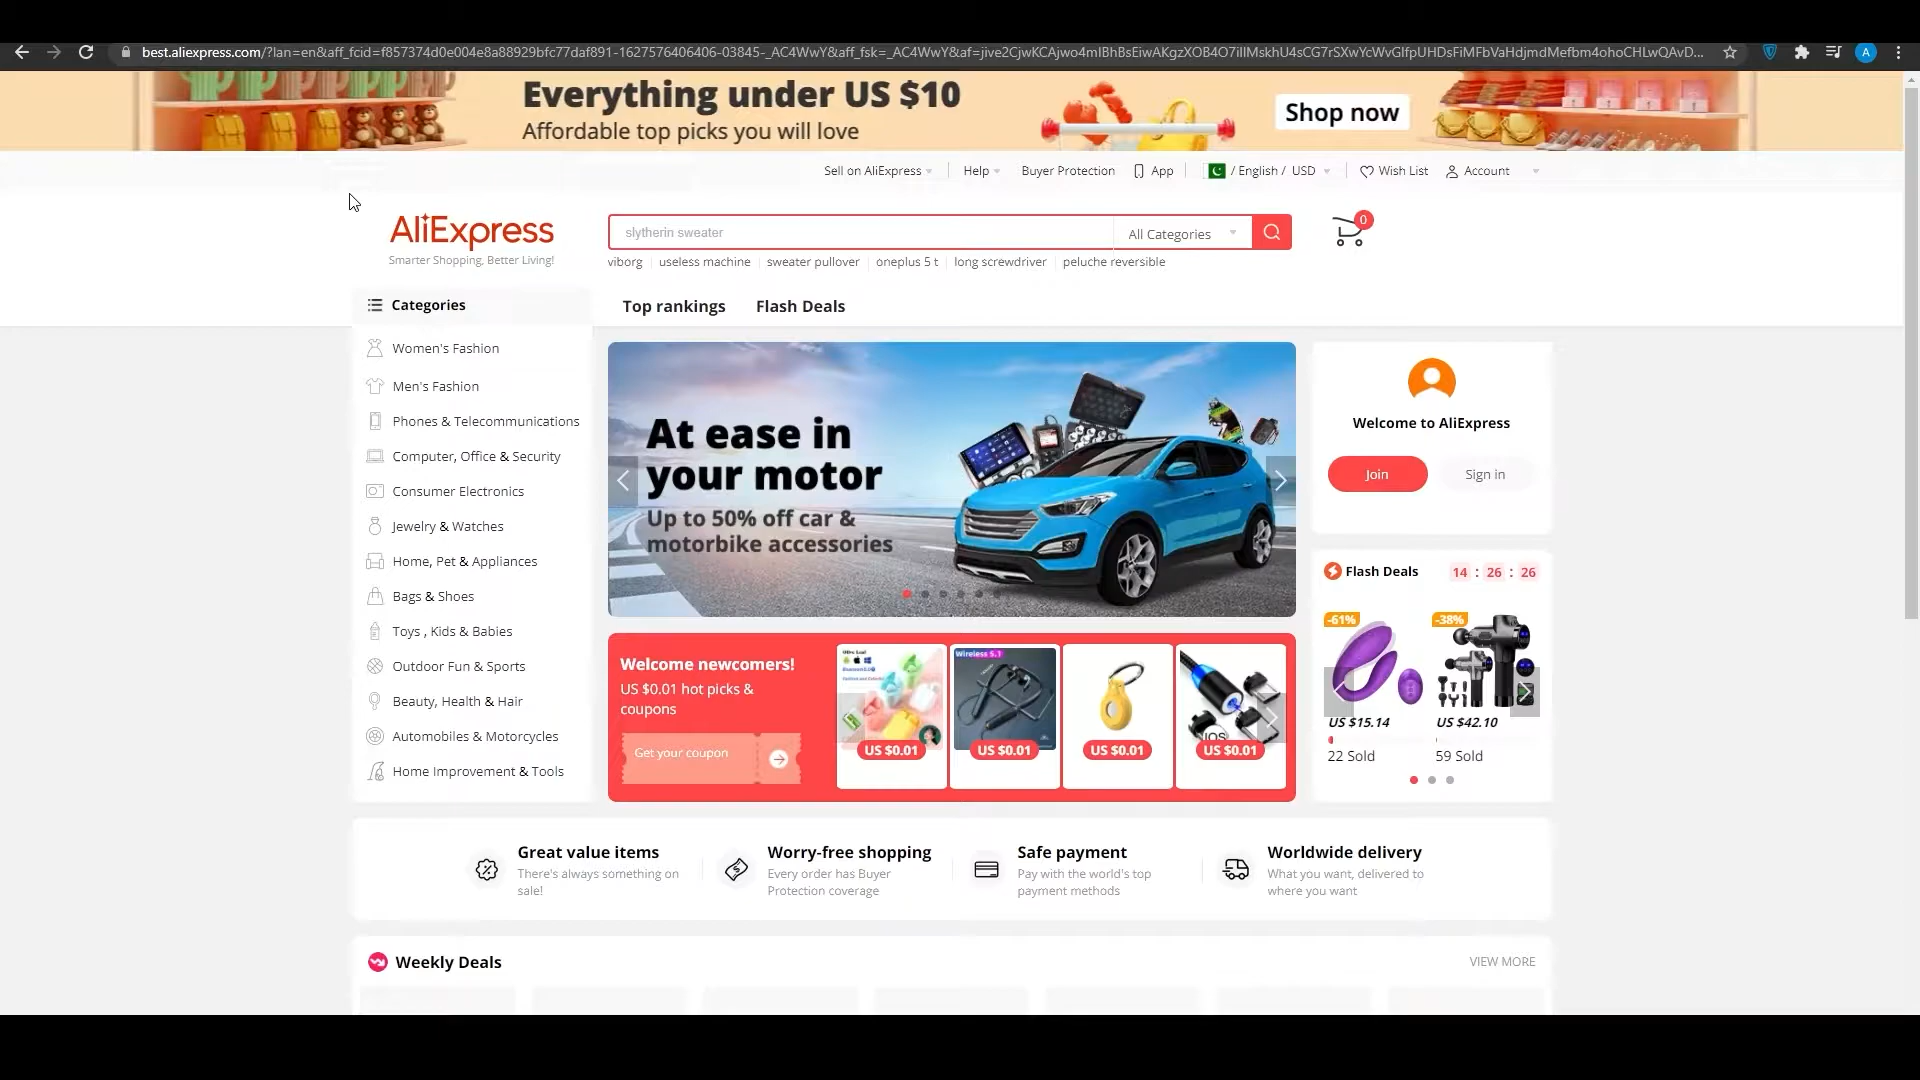 best.aliexpress.com/?lan=en&aff_fcid=f857374d0e004e8a88929bfc77daf891-1627576406406-03845-_AC4WwY&aff_fsk=_AC4WwY&af=jive2CjwKCAjwo4mIBhBsEiwAKgzXOB4O7iIlMskhU4sCG7rSXwYcWvGIfpUHDsFiMFbVaHdjmdMefbm4ohoCHLwQAvD...
A
Everything under US $10
Affordable top picks you will love
Shop now
Sell on AliExpress
Help
Buyer Protection
App
/ English / USD
Wish List
Account
AliExpress
Smarter Shopping, Better Living!
slytherin sweater
All Categories
0
viborg
useless machine
sweater pullover
oneplus 5 t
long screwdriver
peluche reversible
Categories
Top rankings
Flash Deals
Women's Fashion
Men's Fashion
Phones & Telecommunications
Computer, Office & Security
Consumer Electronics
Jewelry & Watches
Home, Pet & Appliances
Bags & Shoes
Toys , Kids & Babies
Outdoor Fun & Sports
Beauty, Health & Hair
Automobiles & Motorcycles
Home Improvement & Tools
At ease in
your motor
Up to 50% off car &
motorbike accessories
Welcome to AliExpress
Join
Sign in
Flash Deals
14 : 26 : 26
-61%
-38%
US $15.14
US $42.10
22 Sold
59 Sold
Welcome newcomers!
US $0.01 hot picks &
coupons
Get your coupon
Wireless 5.1
iOS
US $0.01
US $0.01
US $0.01
US $0.01
Great value items
There's always something on
sale!
Worry-free shopping
Every order has Buyer
Protection coverage
Safe payment
Pay with the world's top
payment methods
Worldwide delivery
What you want, delivered to
where you want
Weekly Deals
VIEW MORE